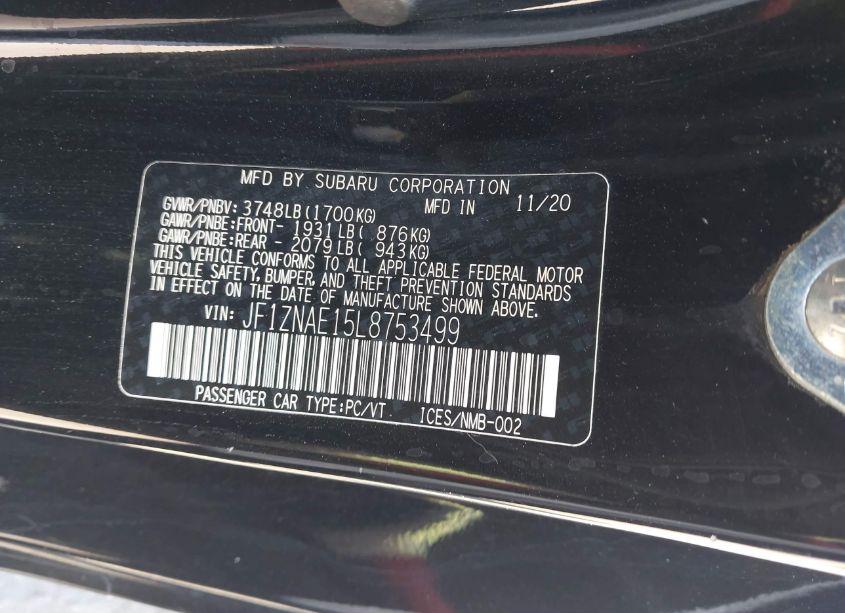 MFD BY SUBARU CORPORATION
GVWR/PNBV: 3748LB(1700KG) MFD IN 11/20
GAWR/PNBE:FRONT- 1931LB( 876KG)
GAWR/PNBE:REAR - 2079LB( 943KG)
THIS VEHICLE CONFORMS TO ALL APPLICABLE FEDERAL MOTOR
VEHICLE SAFETY, BUMPER, AND THEFT PREVENTION STANDARDS
IN EFFECT ON THE DATE OF MANUFACTURE SHOWN ABOVE.
VIN: JF1ZNAE15L8753499
PASSENGER CAR TYPE:PC/VT ICES/NMB-002